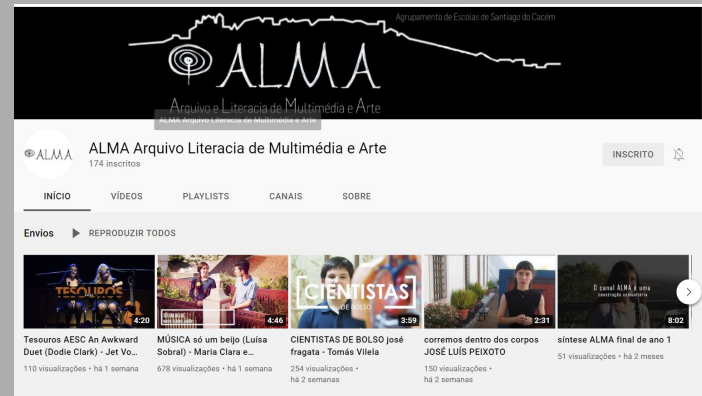 Agrupamento de Escolas de Santiago do Cacém
ALMA
Arquivo e Literacia de Multimédia e Arte
ALMA Arquivo Literacia de Multimédia e Arte
ALMA
ALMA Arquivo Literacia de Multimédia e Arte
174 inscritos
INSCRITO
INÍCIO VÍDEOS PLAYLISTS CANAIS SOBRE
Envios REPRODUZIR TODOS
TESOUROS
4:20
4:46
CIENTISTAS
DE BOLSO
3:59
2:31
O canal ALMA é uma
construção comunitária
8:02
Tesouros AESC An Awkward
Duet (Dodie Clark) - Jet Vo...
110 visualizações • há 1 semana
MÚSICA só um beijo (Luísa
Sobral) - Maria Clara e...
678 visualizações • há 1 semana
CIENTISTAS DE BOLSO josé
fragata - Tomás Vilela
254 visualizações •
há 2 semanas
corremos dentro dos corpos
JOSÉ LUÍS PEIXOTO
150 visualizações •
há 2 semanas
síntese ALMA final de ano 1
51 visualizações • há 2 meses